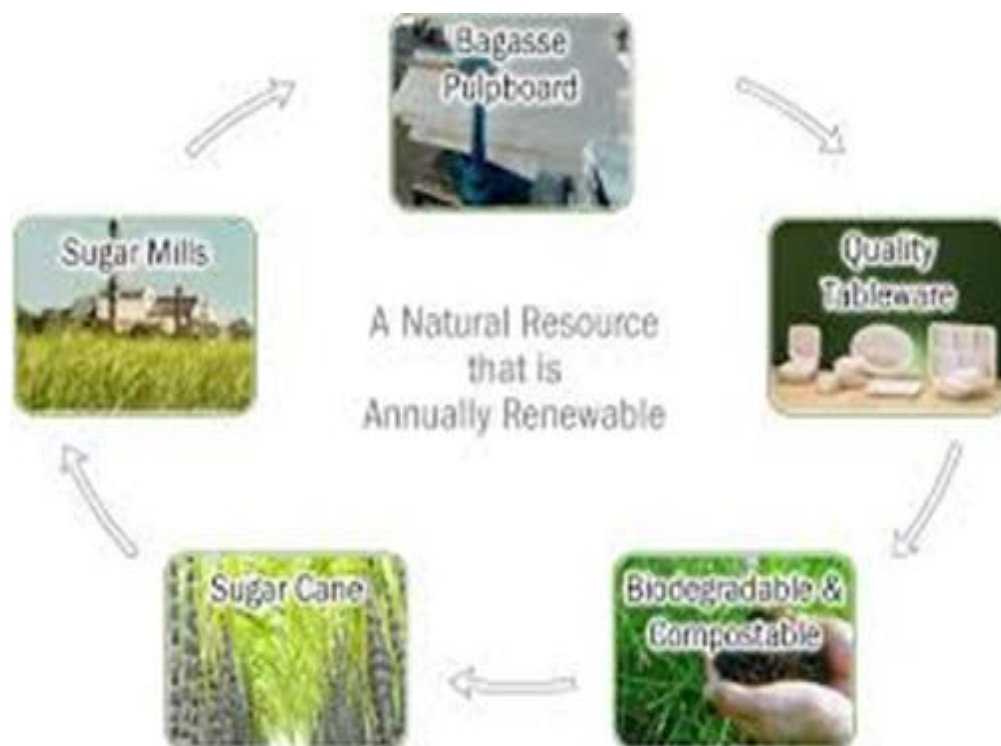 Bagasse
Pulpboard
Sugar Mills
Quality
Tableware
A Natural Resource
that is
Annually Renewable
Sugar Cane
Biodegradable &
Compostable